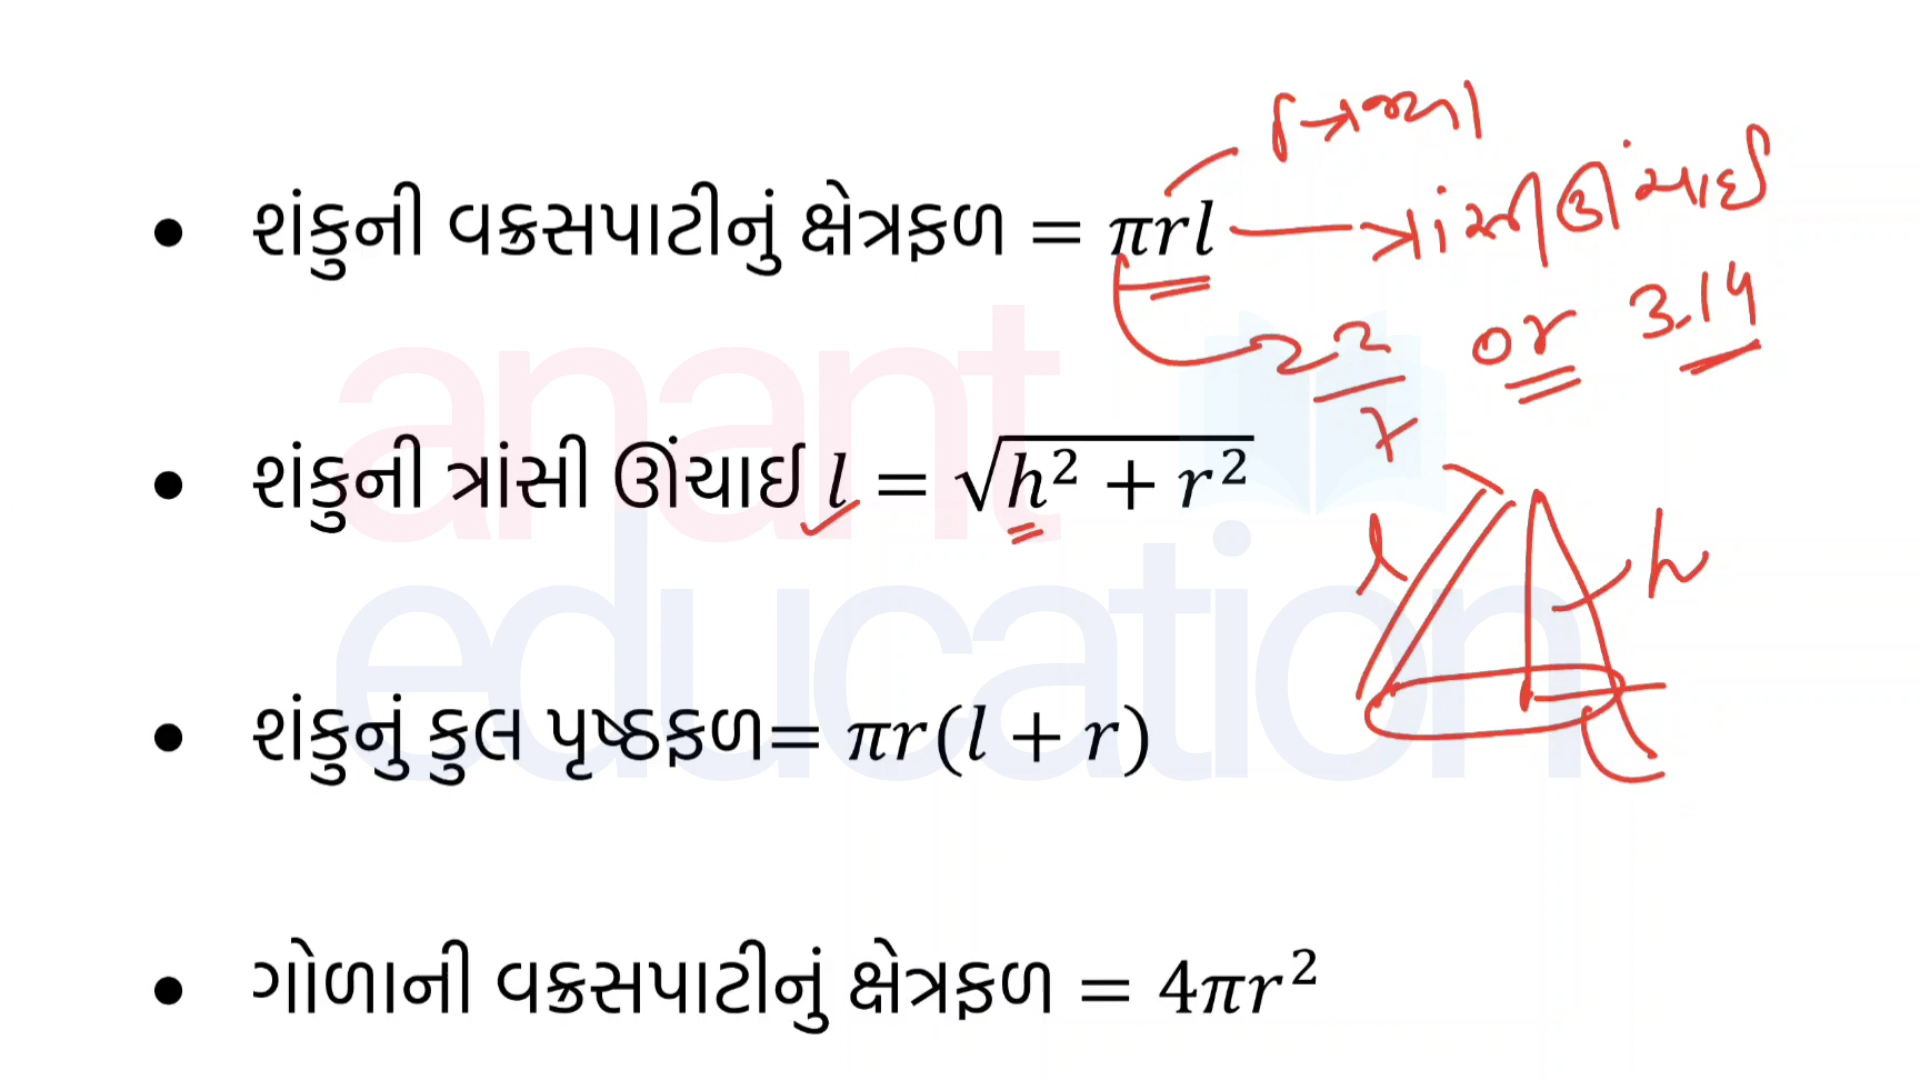 ત્રિજ્યા
• શંકુની વક્રસપાટીનું ક્ષેત્રફળ = πrl
ત્રાંસી ઊંચાઈ
22/7 or 3.14
• શંકુની ત્રાંસી ઊંચાઈ l = √(h² + r²)
l
h
• શંકુનું કુલ પૃષ્ઠફળ= πr(l + r)
• ગોળાની વક્રસપાટીનું ક્ષેત્રફળ = 4πr²
anant
education